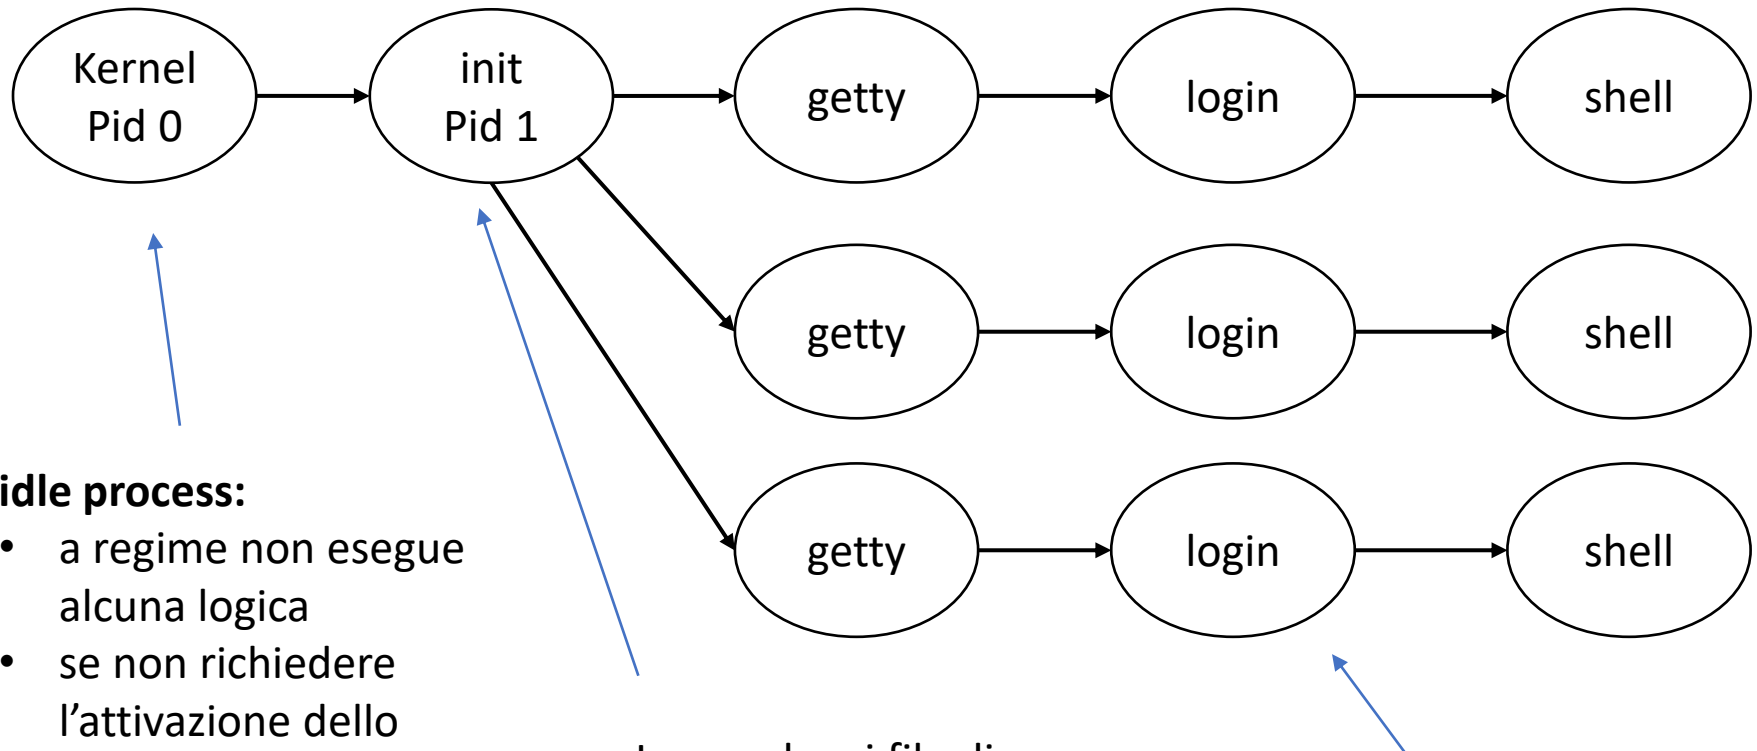 Kernel
Pid 0
init
Pid 1
getty
login
shell
getty
login
shell
getty
login
shell
idle process:
• a regime non esegue
alcuna logica
• se non richiedere
l’attivazione dello